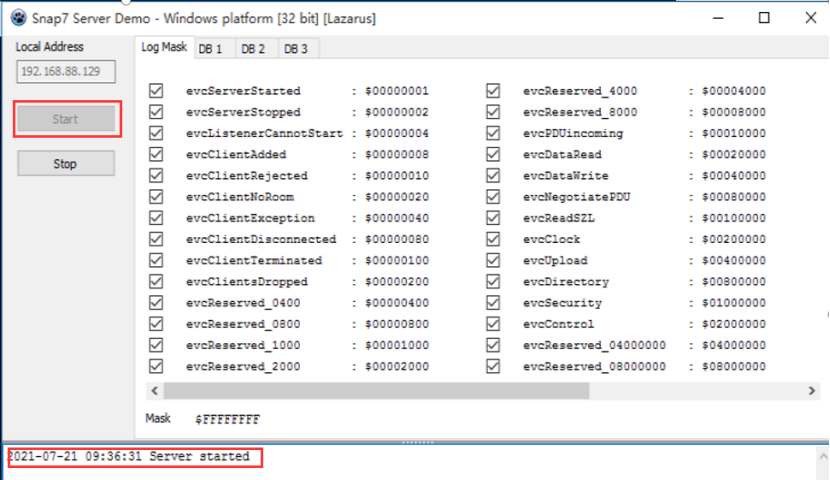 Snap7 Server Demo - Windows platform [32 bit] [Lazarus]
Local Address
192.168.88.129
Start
Stop
Log Mask DB 1 DB 2 DB 3
evcServerStarted : $00000001
evcServerStopped : $00000002
evcListenerCannotStart : $00000004
evcClientAdded : $00000008
evcClientRejected : $00000010
evcClientNoRoom : $00000020
evcClientException : $00000040
evcClientDisconnected : $00000080
evcClientTerminated : $00000100
evcClientsDropped : $00000200
evcReserved_0400 : $00000400
evcReserved_0800 : $00000800
evcReserved_1000 : $00001000
evcReserved_2000 : $00002000
evcReserved_4000 : $00004000
evcReserved_8000 : $00008000
evcPDUincoming : $00010000
evcDataRead : $00020000
evcDataWrite : $00040000
evcNegotiatePDU : $00080000
evcReadSZL : $00100000
evcClock : $00200000
evcUpload : $00400000
evcDirectory : $00800000
evcSecurity : $01000000
evcControl : $02000000
evcReserved_04000000 : $04000000
evcReserved_08000000 : $08000000
Mask $FFFFFFFF
2021-07-21 09:36:31 Server started